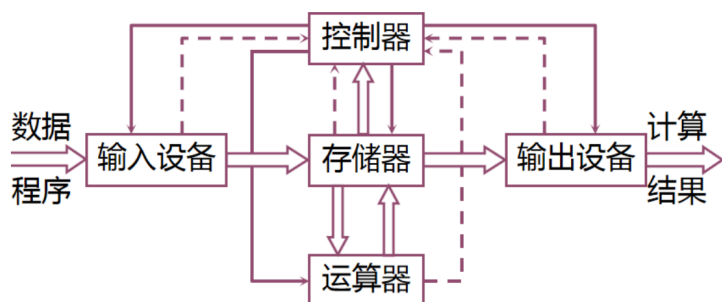 控制器
数据
程序
输入设备
存储器
输出设备
计算
结果
运算器